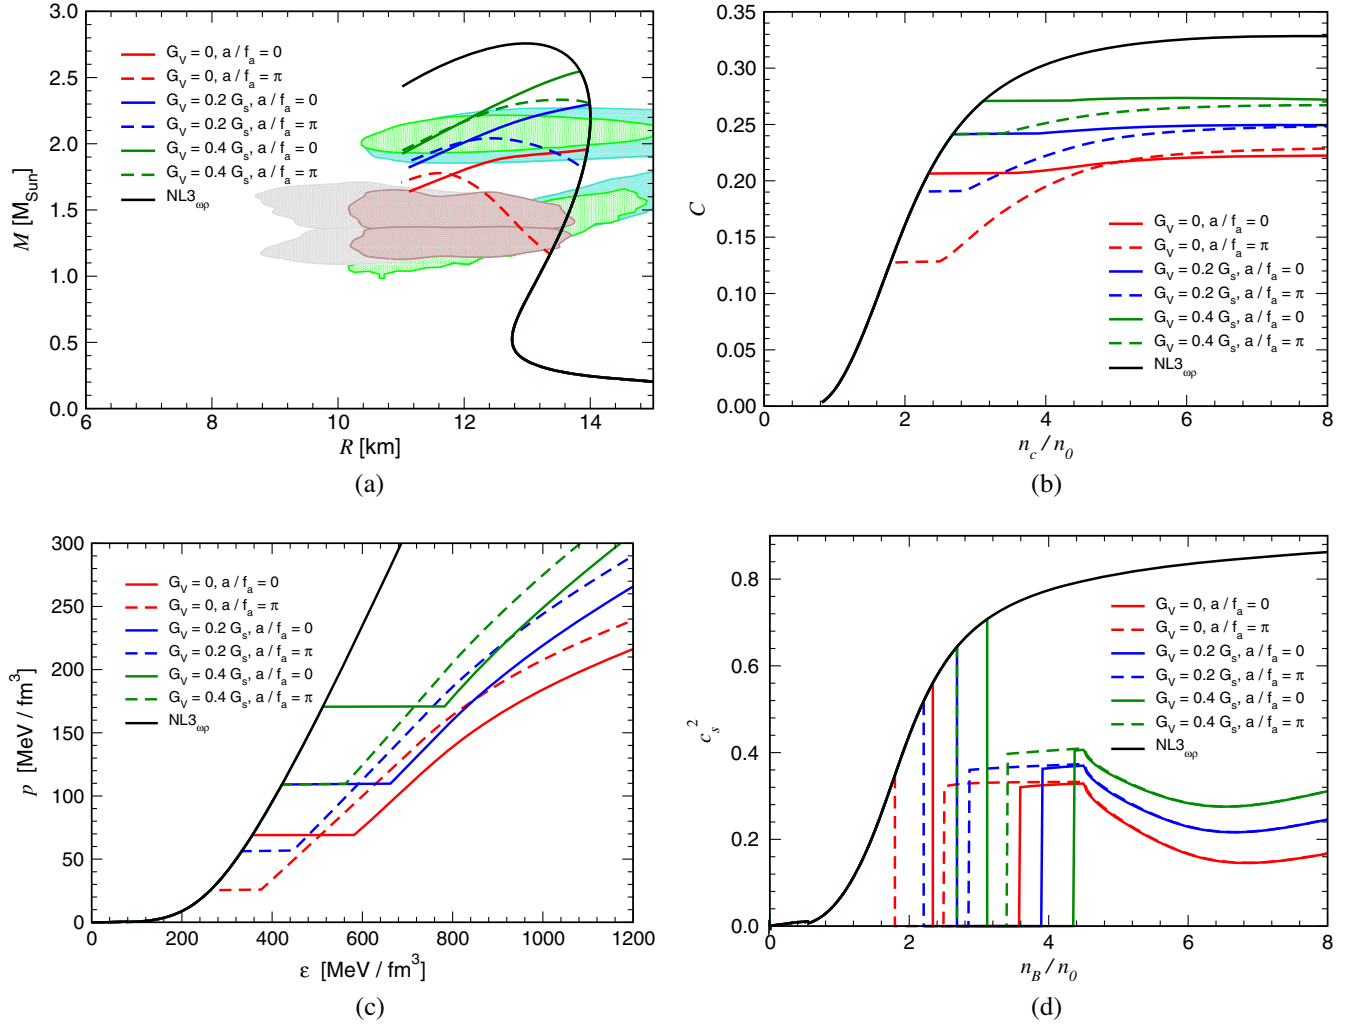 3.0
2.5
2.0
1.5
1.0
0.5
0.0
M [M_Sun]
G_V = 0, a / f_a = 0
G_V = 0, a / f_a = π
G_V = 0.2 G_s, a / f_a = 0
G_V = 0.2 G_s, a / f_a = π
G_V = 0.4 G_s, a / f_a = 0
G_V = 0.4 G_s, a / f_a = π
NL3_ωρ
6 8 10 12 14
R [km]
(a)
0.35
0.30
0.25
0.20
0.15
0.10
0.05
0.00
C
G_V = 0, a / f_a = 0
G_V = 0, a / f_a = π
G_V = 0.2 G_s, a / f_a = 0
G_V = 0.2 G_s, a / f_a = π
G_V = 0.4 G_s, a / f_a = 0
G_V = 0.4 G_s, a / f_a = π
NL3_ωρ
0 2 4 6 8
n_c / n_0
(b)
300
250
200
150
100
50
0
p [MeV / fm^3]
G_V = 0, a / f_a = 0
G_V = 0, a / f_a = π
G_V = 0.2 G_s, a / f_a = 0
G_V = 0.2 G_s, a / f_a = π
G_V = 0.4 G_s, a / f_a = 0
G_V = 0.4 G_s, a / f_a = π
NL3_ωρ
0 200 400 600 800 1000 1200
ε [MeV / fm^3]
(c)
0.8
0.6
0.4
0.2
0.0
c_s^2
G_V = 0, a / f_a = 0
G_V = 0, a / f_a = π
G_V = 0.2 G_s, a / f_a = 0
G_V = 0.2 G_s, a / f_a = π
G_V = 0.4 G_s, a / f_a = 0
G_V = 0.4 G_s, a / f_a = π
NL3_ωρ
0 2 4 6 8
n_B / n_0
(d)